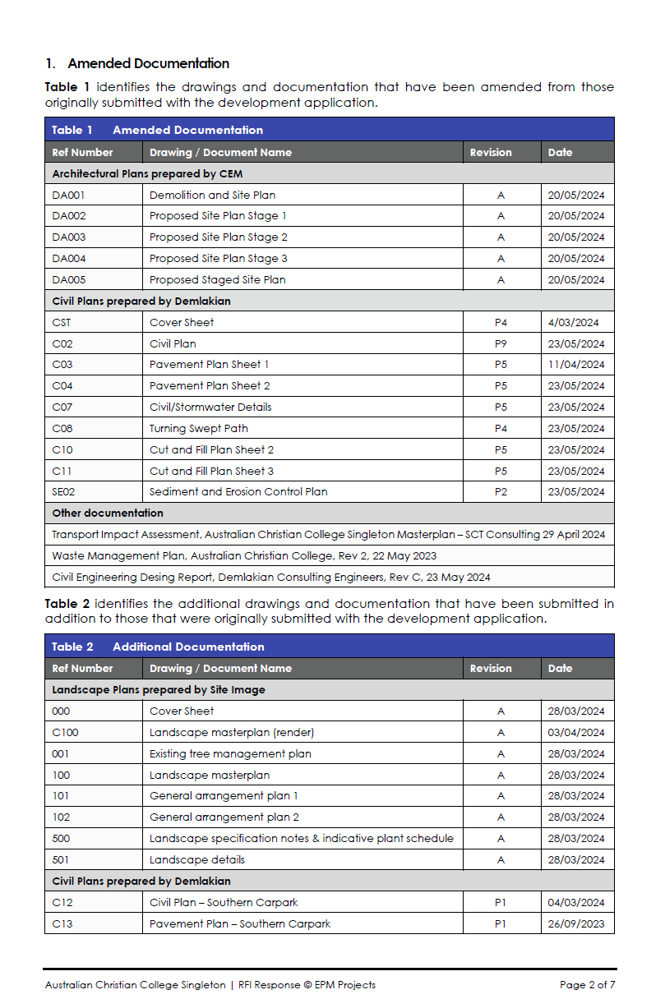 1. Amended Documentation
Table 1 identifies the drawings and documentation that have been amended from those
originally submitted with the development application.
Table 1 Amended Documentation
Ref Number Drawing / Document Name Revision Date
Architectural Plans prepared by CEM
DA001 Demolition and Site Plan A 20/05/2024
DA002 Proposed Site Plan Stage 1 A 20/05/2024
DA003 Proposed Site Plan Stage 2 A 20/05/2024
DA004 Proposed Site Plan Stage 3 A 20/05/2024
DA005 Proposed Staged Site Plan A 20/05/2024
Civil Plans prepared by Demlakian
CST Cover Sheet P4 4/03/2024
C02 Civil Plan P9 23/05/2024
C03 Pavement Plan Sheet 1 P5 11/04/2024
C04 Pavement Plan Sheet 2 P5 23/05/2024
C07 Civil/Stormwater Details P5 23/05/2024
C08 Turning Swept Path P4 23/05/2024
C10 Cut and Fill Plan Sheet 2 P5 23/05/2024
C11 Cut and Fill Plan Sheet 3 P5 23/05/2024
SE02 Sediment and Erosion Control Plan P2 23/05/2024
Other documentation
Transport Impact Assessment, Australian Christian College Singleton Masterplan – SCT Consulting 29 April 2024
Waste Management Plan, Australian Christian College, Rev 2, 22 May 2023
Civil Engineering Desing Report, Demlakian Consulting Engineers, Rev C, 23 May 2024
Table 2 identifies the additional drawings and documentation that have been submitted in
addition to those that were originally submitted with the development application.
Table 2 Additional Documentation
Ref Number Drawing / Document Name Revision Date
Landscape Plans prepared by Site Image
000 Cover Sheet A 28/03/2024
C100 Landscape masterplan (render) A 03/04/2024
001 Existing tree management plan A 28/03/2024
100 Landscape masterplan A 28/03/2024
101 General arrangement plan 1 A 28/03/2024
102 General arrangement plan 2 A 28/03/2024
500 Landscape specification notes & indicative plant schedule A 28/03/2024
501 Landscape details A 28/03/2024
Civil Plans prepared by Demlakian
C12 Civil Plan – Southern Carpark P1 04/03/2024
C13 Pavement Plan – Southern Carpark P1 26/09/2023
Australian Christian College Singleton | RFI Response © EPM Projects Page 2 of 7